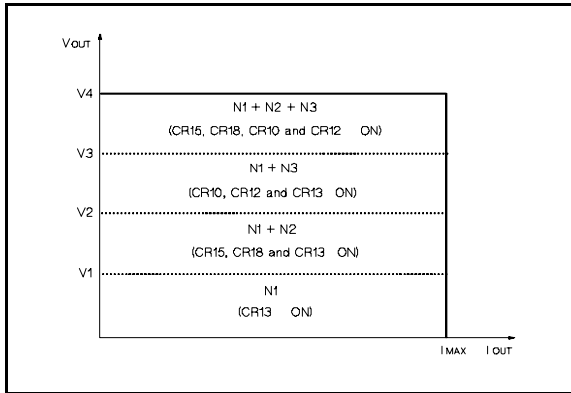 VOUT
V4
N1 + N2 + N3
(CR15, CR18, CR10 and CR12 ON)
V3
N1 + N3
(CR10, CR12 and CR13 ON)
V2
N1 + N2
(CR15, CR18 and CR13 ON)
V1
N1
(CR13 ON)
IMAX IOUT